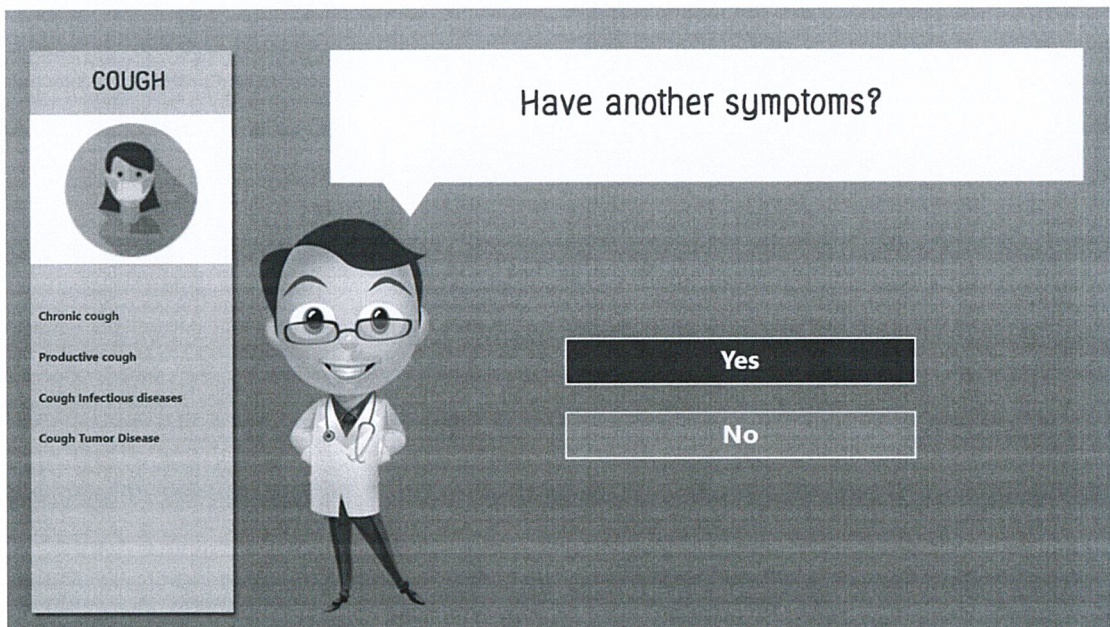 COUGH
Chronic cough
Productive cough
Cough Infectious diseases
Cough Tumor Disease
Have another symptoms?
Yes
No